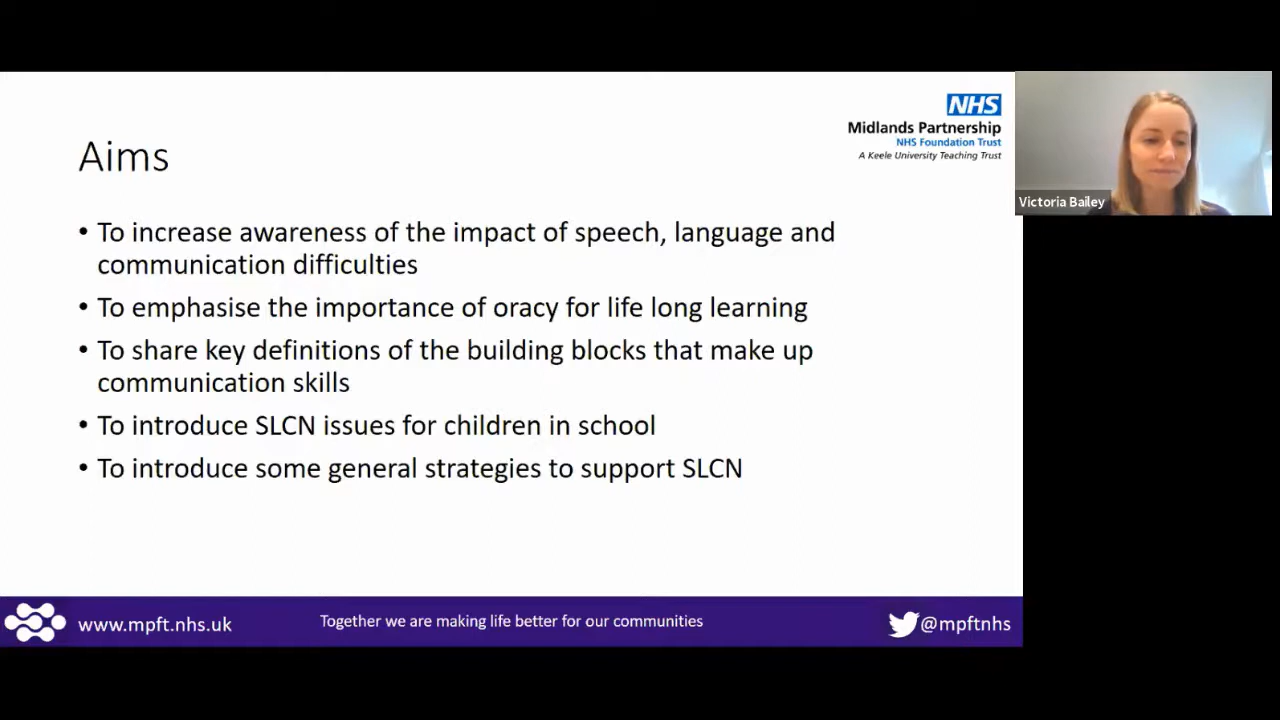 NHS
Midlands Partnership
NHS Foundation Trust
A Keele University Teaching Trust
Victoria Bailey
Aims
• To increase awareness of the impact of speech, language and
communication difficulties
• To emphasise the importance of oracy for life long learning
• To share key definitions of the building blocks that make up
communication skills
• To introduce SLCN issues for children in school
• To introduce some general strategies to support SLCN
www.mpft.nhs.uk
Together we are making life better for our communities
@mpftnhs